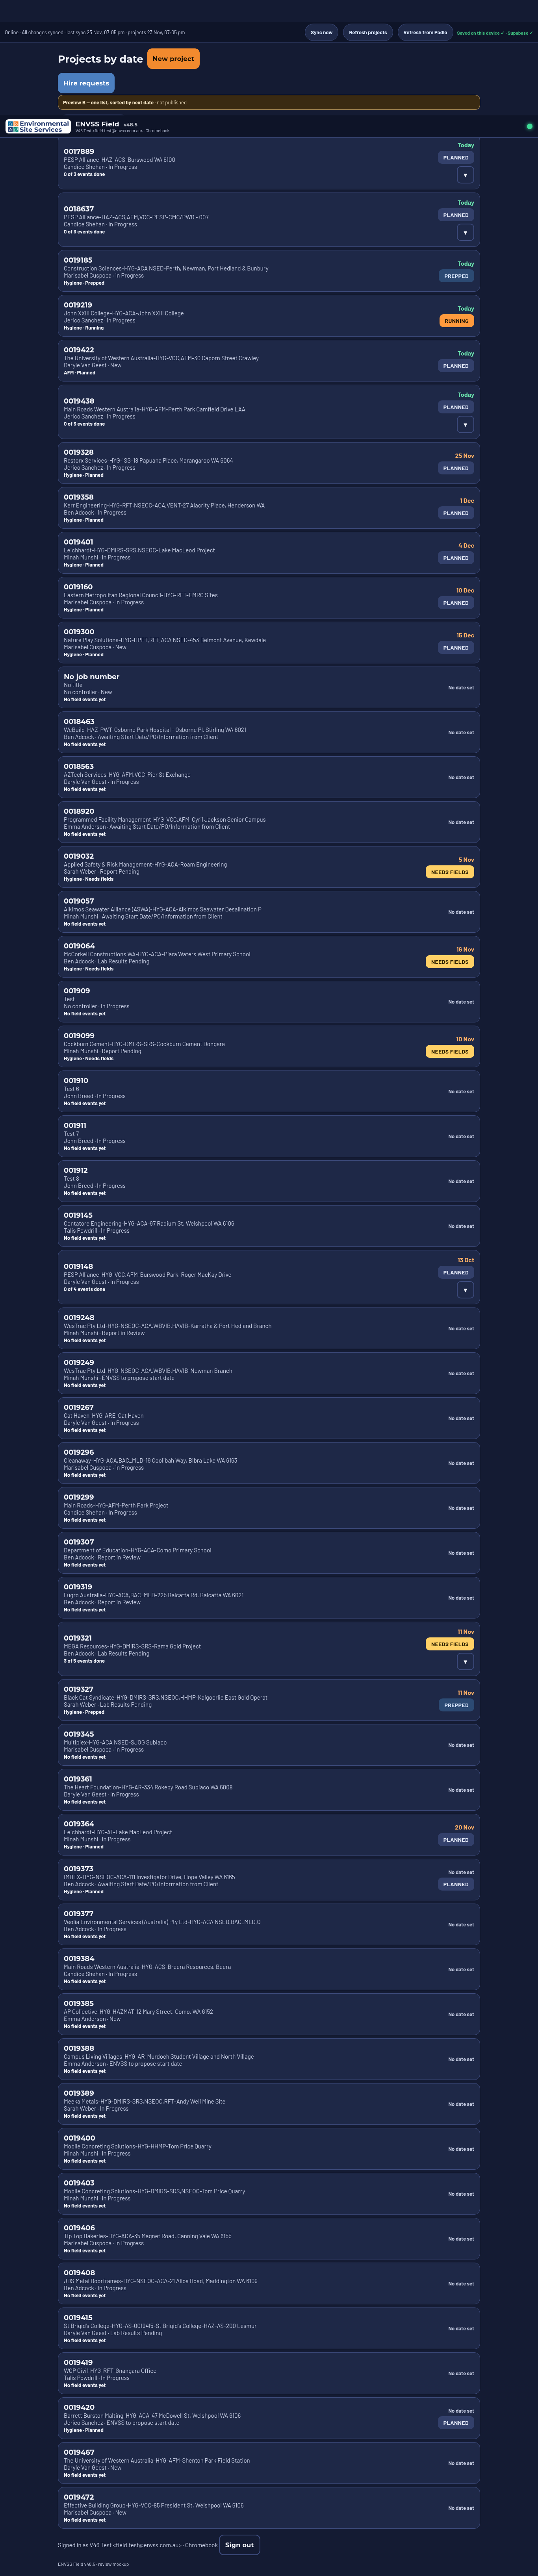 Online · All changes synced · last sync 23 Nov, 07:05 pm · projects 23 Nov, 07:05 pm
Sync now
Refresh projects
Refresh from Podio
Saved on this device ✓ · Supabase ✓
Projects by date
New project
Hire requests
Preview B — one list, sorted by next date · not published
Environmental
Site Services
ENVSS Field v46.5
V46 Test <field.test@envss.com.au> · Chromebook
0017889
PESP Alliance-HAZ-ACS-Burswood WA 6100
Candice Shehan · In Progress
0 of 3 events done
Today
PLANNED
▾
0018637
PESP Alliance-HAZ-ACS,AFM,VCC-PESP-CMC/PWD - 007
Candice Shehan · In Progress
0 of 3 events done
Today
PLANNED
▾
0019185
Construction Sciences-HYG-ACA NSED-Perth, Newman, Port Hedland & Bunbury
Marisabel Cuspoca · In Progress
Hygiene · Prepped
Today
PREPPED
0019219
John XXIII College-HYG-ACA-John XXIII College
Jerico Sanchez · In Progress
Hygiene · Running
Today
RUNNING
0019422
The University of Western Australia-HYG-VCC,AFM-30 Caporn Street Crawley
Daryle Van Geest · New
AFM · Planned
Today
PLANNED
0019438
Main Roads Western Australia-HYG-AFM-Perth Park Camfield Drive LAA
Jerico Sanchez · In Progress
0 of 3 events done
Today
PLANNED
▾
0019328
Restorx Services-HYG-ISS-18 Papuana Place, Marangaroo WA 6064
Jerico Sanchez · In Progress
Hygiene · Planned
25 Nov
PLANNED
0019358
Kerr Engineering-HYG-RFT,NSEOC-ACA,VENT-27 Alacrity Place, Henderson WA
Ben Adcock · In Progress
Hygiene · Planned
1 Dec
PLANNED
0019401
Leichhardt-HYG-DMIRS-SRS,NSEOC-Lake MacLeod Project
Minah Munshi · In Progress
Hygiene · Planned
4 Dec
PLANNED
0019160
Eastern Metropolitan Regional Council-HYG-RFT-EMRC Sites
Marisabel Cuspoca · In Progress
Hygiene · Planned
10 Dec
PLANNED
0019300
Nature Play Solutions-HYG-HPFT,RFT,ACA NSED-453 Belmont Avenue, Kewdale
Marisabel Cuspoca · New
Hygiene · Planned
15 Dec
PLANNED
No job number
No title
No controller · New
No field events yet
No date set
0018463
WeBuild-HAZ-PWT-Osborne Park Hospital - Osborne Pl, Stirling WA 6021
Ben Adcock · Awaiting Start Date/PO/Information from Client
No field events yet
No date set
0018563
AZTech Services-HYG-AFM,VCC-Pier St Exchange
Daryle Van Geest · In Progress
No field events yet
No date set
0018920
Programmed Facility Management-HYG-VCC,AFM-Cyril Jackson Senior Campus
Emma Anderson · Awaiting Start Date/PO/Information from Client
No field events yet
No date set
0019032
Applied Safety & Risk Management-HYG-ACA-Roam Engineering
Sarah Weber · Report Pending
Hygiene · Needs fields
5 Nov
NEEDS FIELDS
0019057
Alkimos Seawater Alliance (ASWA)-HYG-ACA-Alkimos Seawater Desalination P
Minah Munshi · Awaiting Start Date/PO/Information from Client
No field events yet
No date set
0019064
McCorkell Constructions WA-HYG-ACA-Piara Waters West Primary School
Ben Adcock · Lab Results Pending
Hygiene · Needs fields
16 Nov
NEEDS FIELDS
001909
Test
No controller · In Progress
No field events yet
No date set
0019099
Cockburn Cement-HYG-DMIRS-SRS-Cockburn Cement Dongara
Minah Munshi · Report Pending
Hygiene · Needs fields
10 Nov
NEEDS FIELDS
001910
Test 6
John Breed · In Progress
No field events yet
No date set
001911
Test 7
John Breed · In Progress
No field events yet
No date set
001912
Test 8
John Breed · In Progress
No field events yet
No date set
0019145
Contatore Engineering-HYG-ACA-97 Radium St, Welshpool WA 6106
Talis Powdrill · In Progress
No field events yet
No date set
0019148
PESP Alliance-HYG-VCC,AFM-Burswood Park, Roger MacKay Drive
Daryle Van Geest · In Progress
0 of 4 events done
13 Oct
PLANNED
▾
0019248
WesTrac Pty Ltd-HYG-NSEOC-ACA,WBVIB,HAVIB-Karratha & Port Hedland Branch
Minah Munshi · Report in Review
No field events yet
No date set
0019249
WesTrac Pty Ltd-HYG-NSEOC-ACA,WBVIB,HAVIB-Newman Branch
Minah Munshi · ENVSS to propose start date
No field events yet
No date set
0019267
Cat Haven-HYG-ARE-Cat Haven
Daryle Van Geest · In Progress
No field events yet
No date set
0019296
Cleanaway-HYG-ACA,BAC_MLD-19 Coolibah Way, Bibra Lake WA 6163
Marisabel Cuspoca · In Progress
No field events yet
No date set
0019299
Main Roads-HYG-AFM-Perth Park Project
Candice Shehan · In Progress
No field events yet
No date set
0019307
Department of Education-HYG-ACA-Como Primary School
Ben Adcock · Report in Review
No field events yet
No date set
0019319
Fugro Australia-HYG-ACA,BAC_MLD-225 Balcatta Rd, Balcatta WA 6021
Ben Adcock · Report in Review
No field events yet
No date set
0019321
MEGA Resources-HYG-DMIRS-SRS-Rama Gold Project
Ben Adcock · Lab Results Pending
3 of 5 events done
11 Nov
NEEDS FIELDS
▾
0019327
Black Cat Syndicate-HYG-DMIRS-SRS,NSEOC,HHMP-Kalgoorlie East Gold Operat
Sarah Weber · Lab Results Pending
Hygiene · Prepped
11 Nov
PREPPED
0019345
Multiplex-HYG-ACA NSED-SJOG Subiaco
Marisabel Cuspoca · In Progress
No field events yet
No date set
0019361
The Heart Foundation-HYG-AR-334 Rokeby Road Subiaco WA 6008
Daryle Van Geest · In Progress
No field events yet
No date set
0019364
Leichhardt-HYG-AT-Lake MacLeod Project
Minah Munshi · In Progress
Hygiene · Planned
20 Nov
PLANNED
0019373
IMDEX-HYG-NSEOC-ACA-111 Investigator Drive, Hope Valley WA 6165
Ben Adcock · Awaiting Start Date/PO/Information from Client
Hygiene · Planned
No date set
PLANNED
0019377
Veolia Environmental Services (Australia) Pty Ltd-HYG-ACA NSED,BAC_MLD,O
Ben Adcock · In Progress
No field events yet
No date set
0019384
Main Roads Western Australia-HYG-ACS-Breera Resources, Beera
Candice Shehan · In Progress
No field events yet
No date set
0019385
AP Collective-HYG-HAZMAT-12 Mary Street, Como, WA 6152
Emma Anderson · New
No field events yet
No date set
0019388
Campus Living Villages-HYG-AR-Murdoch Student Village and North Village
Emma Anderson · ENVSS to propose start date
No field events yet
No date set
0019389
Meeka Metals-HYG-DMIRS-SRS,NSEOC,RFT-Andy Well Mine Site
Sarah Weber · In Progress
No field events yet
No date set
0019400
Mobile Concreting Solutions-HYG-HHMP-Tom Price Quarry
Minah Munshi · In Progress
No field events yet
No date set
0019403
Mobile Concreting Solutions-HYG-DMIRS-SRS,NSEOC-Tom Price Quarry
Minah Munshi · In Progress
No field events yet
No date set
0019406
Tip Top Bakeries-HYG-ACA-35 Magnet Road, Canning Vale WA 6155
Marisabel Cuspoca · In Progress
No field events yet
No date set
0019408
JDS Metal Doorframes-HYG-NSEOC-ACA-21 Alloa Road, Maddington WA 6109
Ben Adcock · In Progress
No field events yet
No date set
0019415
St Brigid's College-HYG-AS-0019415-St Brigid's College-HAZ-AS-200 Lesmur
Daryle Van Geest · Lab Results Pending
No field events yet
No date set
0019419
WCP Civil-HYG-RFT-Gnangara Office
Talis Powdrill · In Progress
No field events yet
No date set
0019420
Barrett Burston Malting-HYG-ACA-47 McDowell St, Welshpool WA 6106
Jerico Sanchez · ENVSS to propose start date
Hygiene · Planned
No date set
PLANNED
0019467
The University of Western Australia-HYG-AFM-Shenton Park Field Station
Daryle Van Geest · New
No field events yet
No date set
0019472
Effective Building Group-HYG-VCC-85 President St, Welshpool WA 6106
Marisabel Cuspoca · New
No field events yet
No date set
Signed in as V46 Test <field.test@envss.com.au> · Chromebook
Sign out
ENVSS Field v46.5 · review mockup